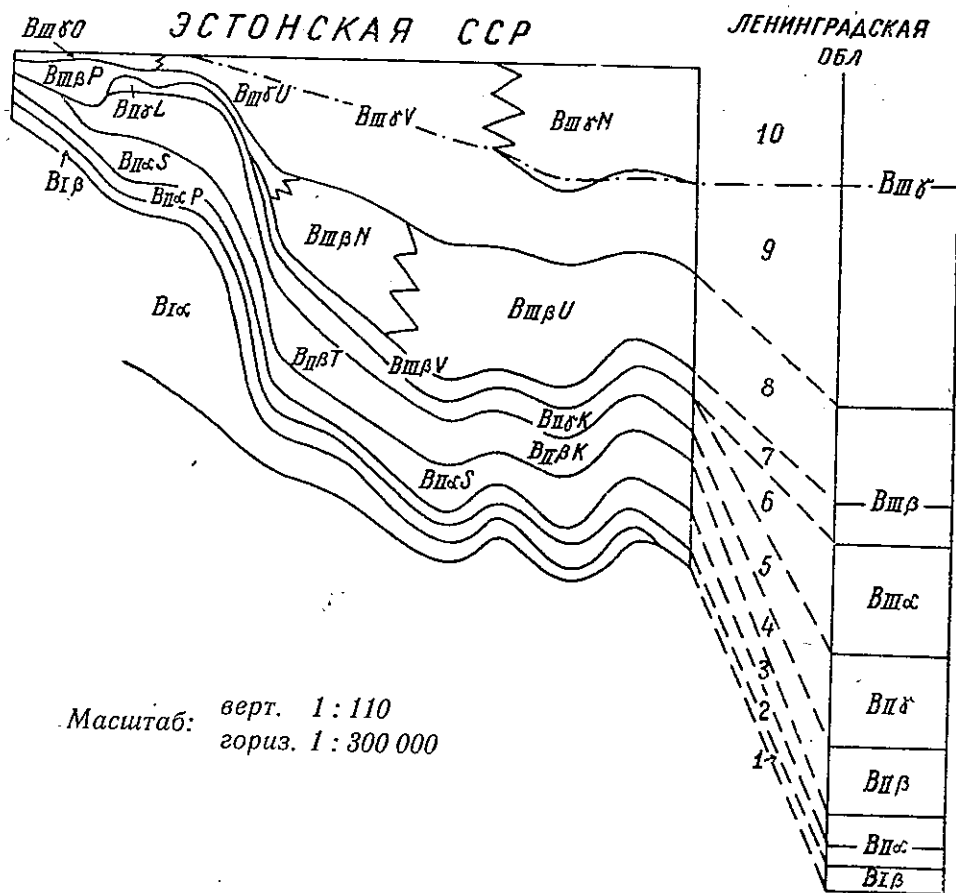 ЭСТОНСКАЯ ССР
ЛЕНИНГРАДСКАЯ
ОБЛ
BⅢγO
BⅢβP
BⅡγL
BⅢγU
BⅢγV
BⅢγN
10
BⅢγ
BⅡαS
BⅠβ
BⅡαP
BⅢβN
9
BⅠα
BⅢβU
BⅡβT
BⅢβV
8
BⅡγK
BⅡβK
7
BⅡαS
6
BⅢβ
5
BⅢα
4
3
Масштаб:
верт. 1 : 110
гориз. 1 : 300 000
2
1
BⅡγ
BⅡβ
BⅡα
BⅠβ